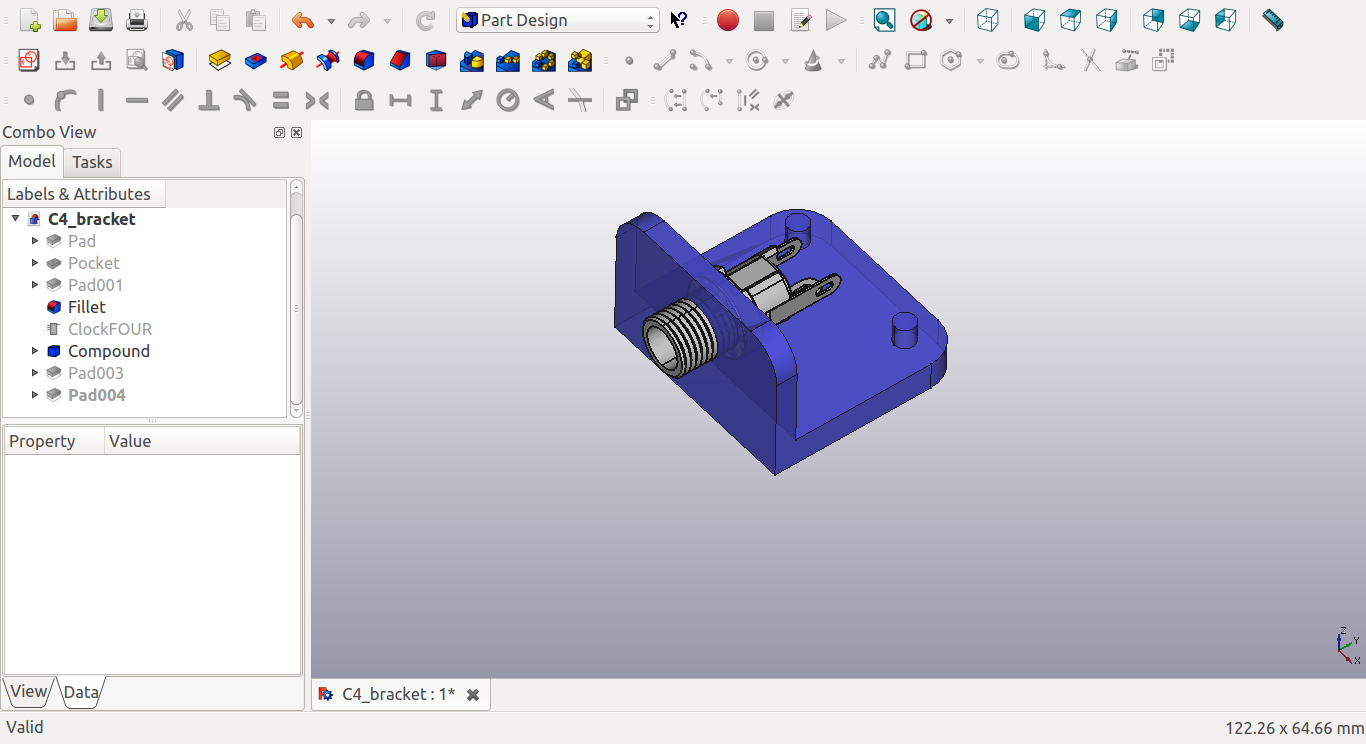 Part Design
Combo View
Model
Tasks
Labels & Attributes
C4_bracket
Pad
Pocket
Pad001
Fillet
ClockFOUR
Compound
Pad003
Pad004
Property
Value
View
Data
Z
Y
X
C4_bracket : 1*
Valid
122.26 x 64.66 mm